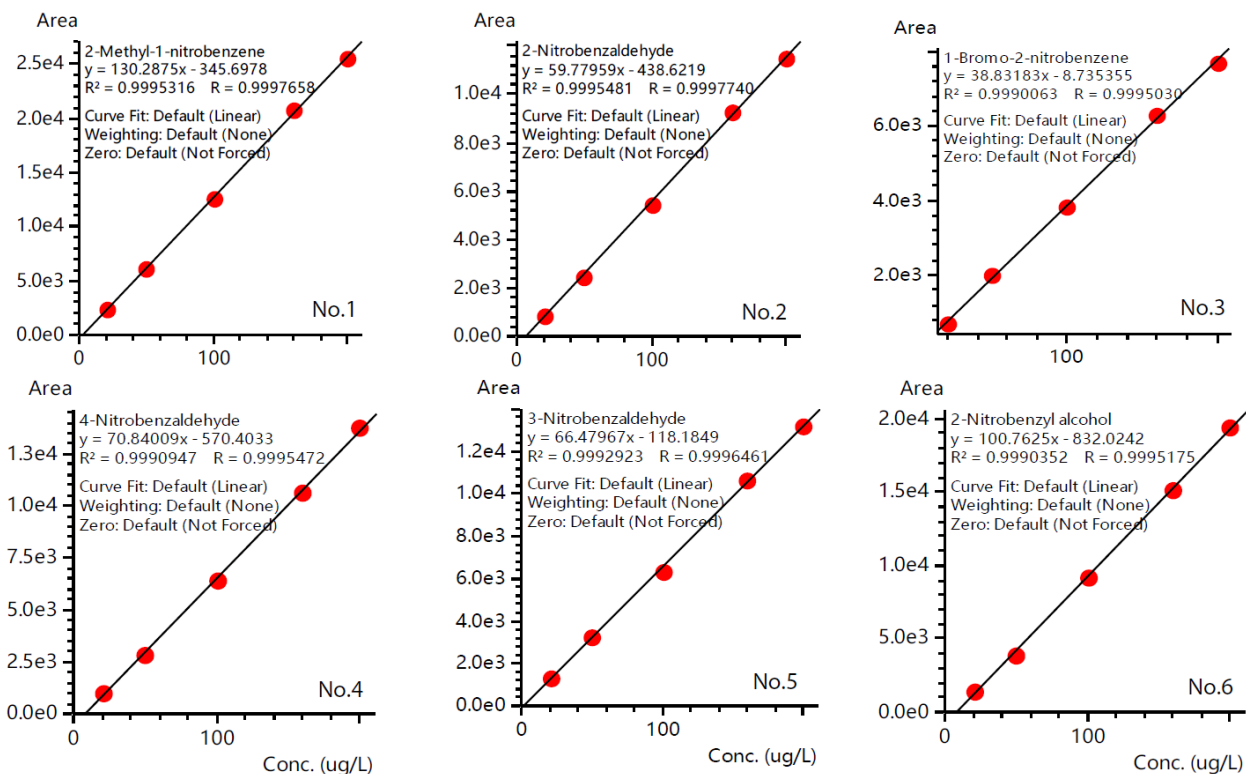 Area
2-Methyl-1-nitrobenzene
y = 130.2875x - 345.6978
R² = 0.9995316 R = 0.9997658
Curve Fit: Default (Linear)
Weighting: Default (None)
Zero: Default (Not Forced)
2.5e4
2.0e4
1.5e4
1.0e4
5.0e3
0.0e0
No.1
0
100
Area
2-Nitrobenzaldehyde
y = 59.77959x - 438.6219
R² = 0.9995481 R = 0.9997740
Curve Fit: Default (Linear)
Weighting: Default (None)
Zero: Default (Not Forced)
1.0e4
8.0e3
6.0e3
4.0e3
2.0e3
0.0e0
No.2
0
100
Area
1-Bromo-2-nitrobenzene
y = 38.83183x - 8.735355
R² = 0.9990063 R = 0.9995030
Curve Fit: Default (Linear)
Weighting: Default (None)
Zero: Default (Not Forced)
6.0e3
4.0e3
2.0e3
No.3
100
Area
4-Nitrobenzaldehyde
y = 70.84009x - 570.4033
R² = 0.9990947 R = 0.9995472
Curve Fit: Default (Linear)
Weighting: Default (None)
Zero: Default (Not Forced)
1.3e4
1.0e4
7.5e3
5.0e3
2.5e3
0.0e0
No.4
0
100
Conc. (ug/L)
Area
3-Nitrobenzaldehyde
y = 66.47967x - 118.1849
R² = 0.9992923 R = 0.9996461
Curve Fit: Default (Linear)
Weighting: Default (None)
Zero: Default (Not Forced)
1.2e4
1.0e4
8.0e3
6.0e3
4.0e3
2.0e3
0.0e0
No.5
0
100
Conc. (ug/L)
Area
2-Nitrobenzyl alcohol
y = 100.7625x - 832.0242
R² = 0.9990352 R = 0.9995175
Curve Fit: Default (Linear)
Weighting: Default (None)
Zero: Default (Not Forced)
2.0e4
1.5e4
1.0e4
5.0e3
0.0e0
No.6
0
100
Conc. (ug/L)